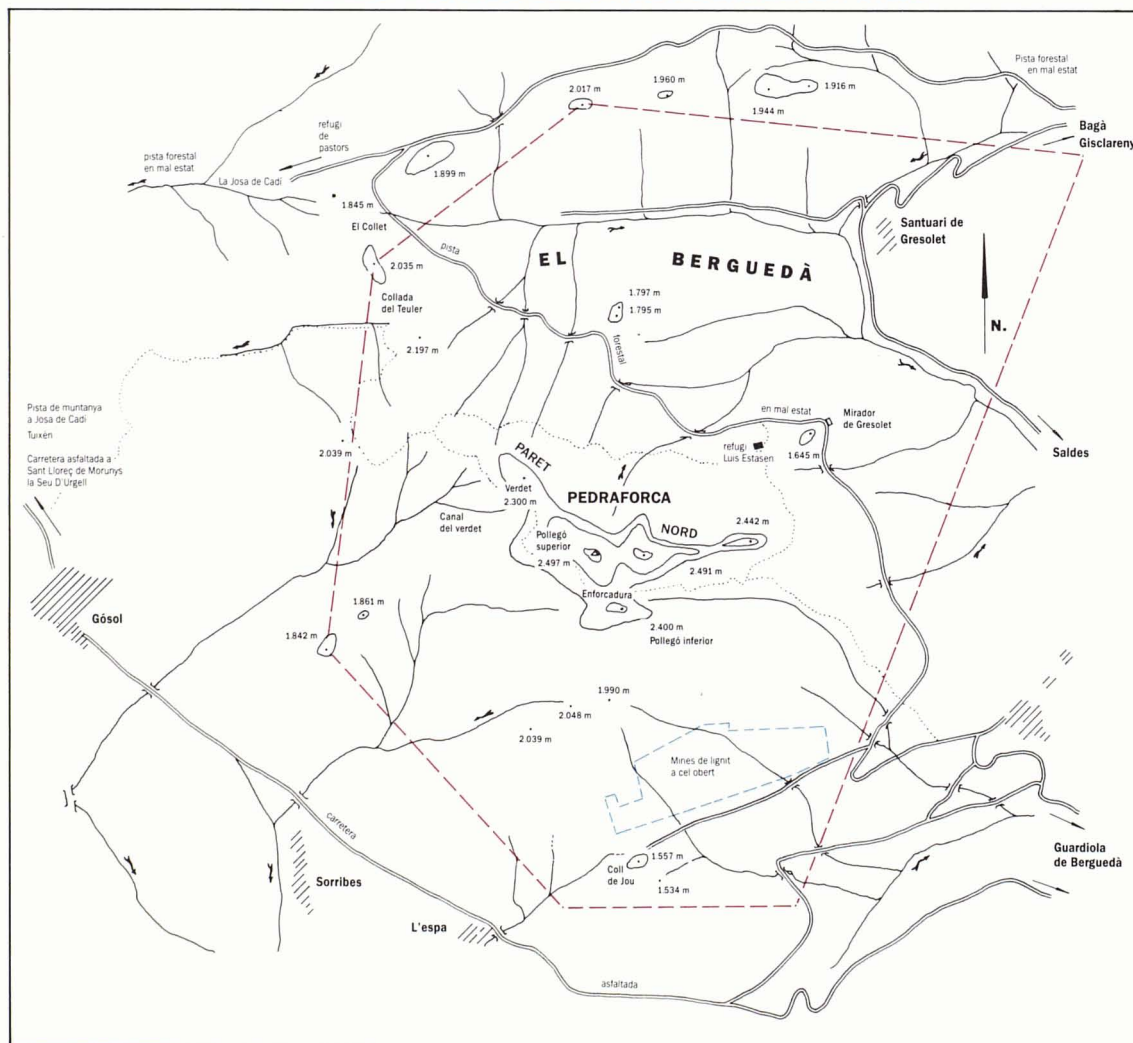 Pista forestal
en mal estat
1.960 m
2.017 m
1.916 m
1.944 m
refugi
de
pastors
Bagà
Gisclareny
pista forestal
en mal estat
La Josa de Cadí
1.899 m
1.845 m
El Collet
Santuari de
Gresolet
pista
EL BERGUEDÀ
2.035 m
Collada
del Teuler
1.797 m
1.795 m
N.
2.197 m
forestal
Pista de muntanya
a Josa de Cadí
Tuixèn
Carretera asfaltada a
Sant Lloreç de Morunys
la Seu D'Urgell
en mal estat
Mirador
de Gresolet
refugi
Luis Estasen
1.645 m
Saldes
2.039 m
PARET
Verdet
2.300 m
PEDRAFORCA
NORD
Canal
del verdet
2.442 m
Pollegó
superior
2.497 m
2.491 m
Enforcadura
2.400 m
Pollegó inferior
Gósol
1.861 m
1.842 m
1.990 m
2.048 m
2.039 m
Mines de lignit
a cel obert
carretera
Coll
de Jou
1.557 m
1.534 m
Guardiola
de Berguedà
Sorribes
L'espa
asfaltada